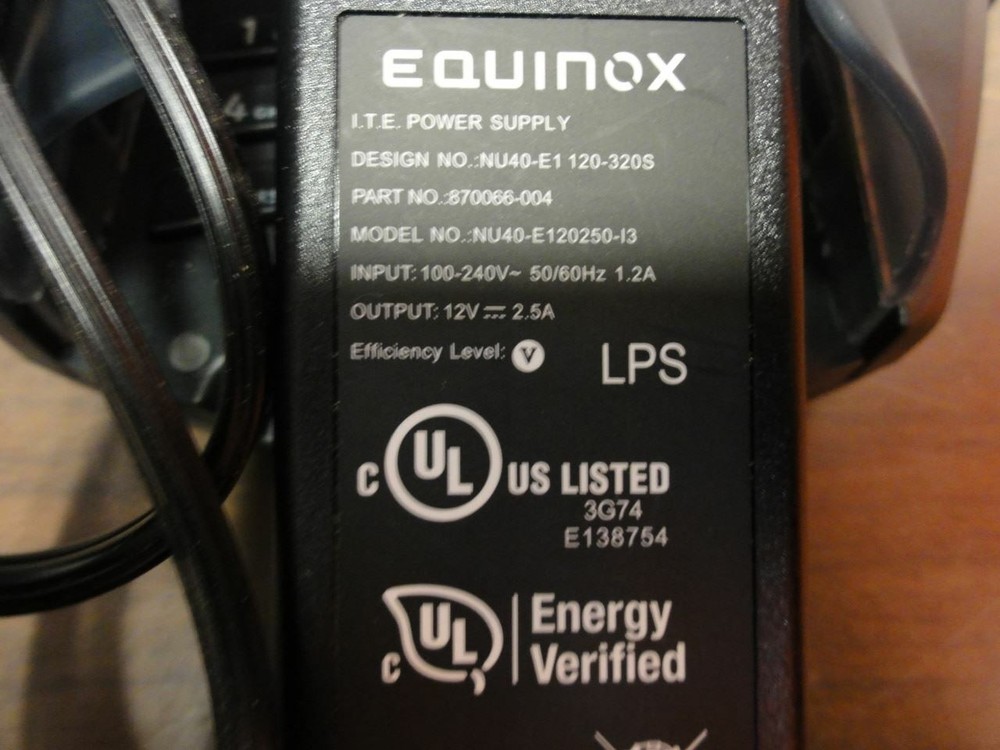 1
4
EQUINOX
I.T.E. POWER SUPPLY
DESIGN NO.:NU40-E1 120-320S
PART NO.:870066-004
MODEL NO.:NU40-E120250-I3
INPUT: 100-240V~ 50/60Hz 1.2A
OUTPUT: 12V⎓ 2.5A
Efficiency Level: V
LPS
C UL US LISTED
3G74
E138754
C UL Energy
Verified